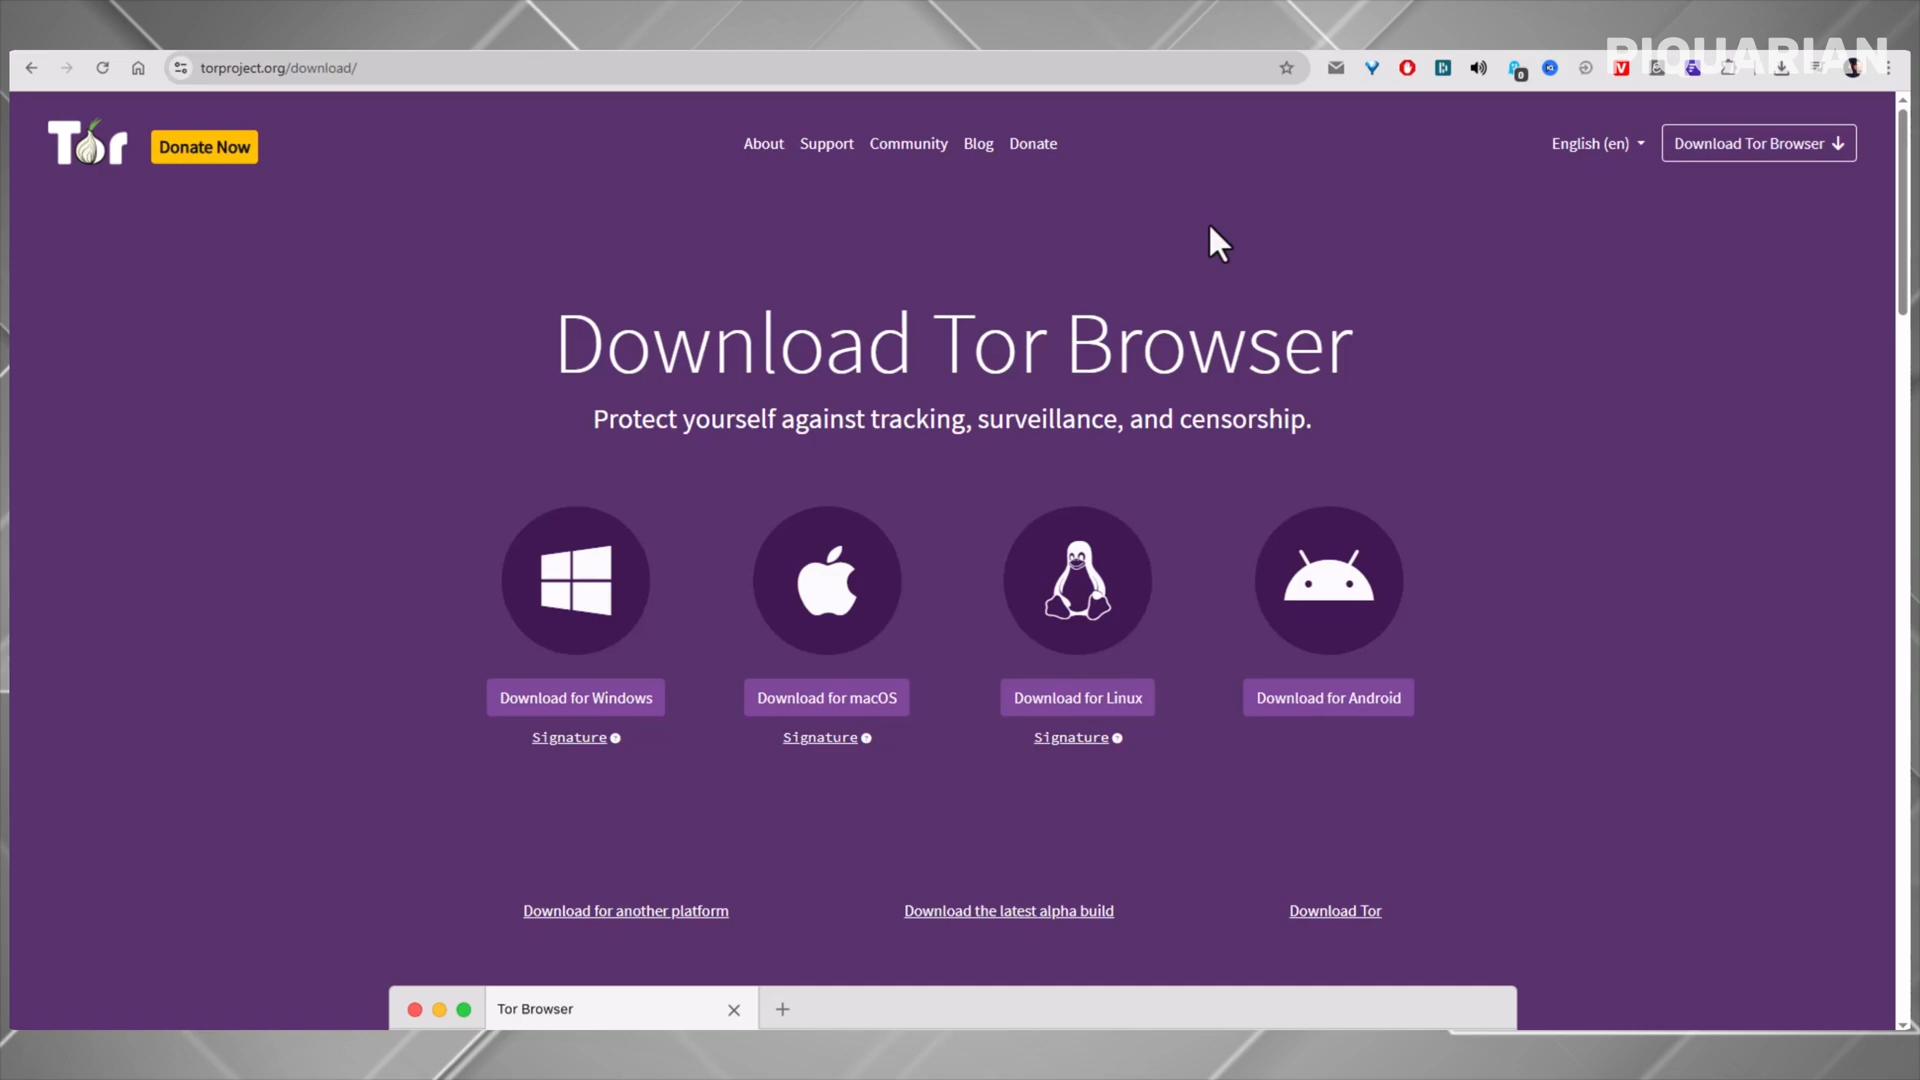 PIQUARIAN
torproject.org/download/
0
Tor
Donate Now
About Support Community Blog Donate
English (en)
Download Tor Browser
Download Tor Browser
Protect yourself against tracking, surveillance, and censorship.
Download for Windows
Download for macOS
Download for Linux
Download for Android
Signature
Signature
Signature
Download for another platform
Download the latest alpha build
Download Tor
Tor Browser